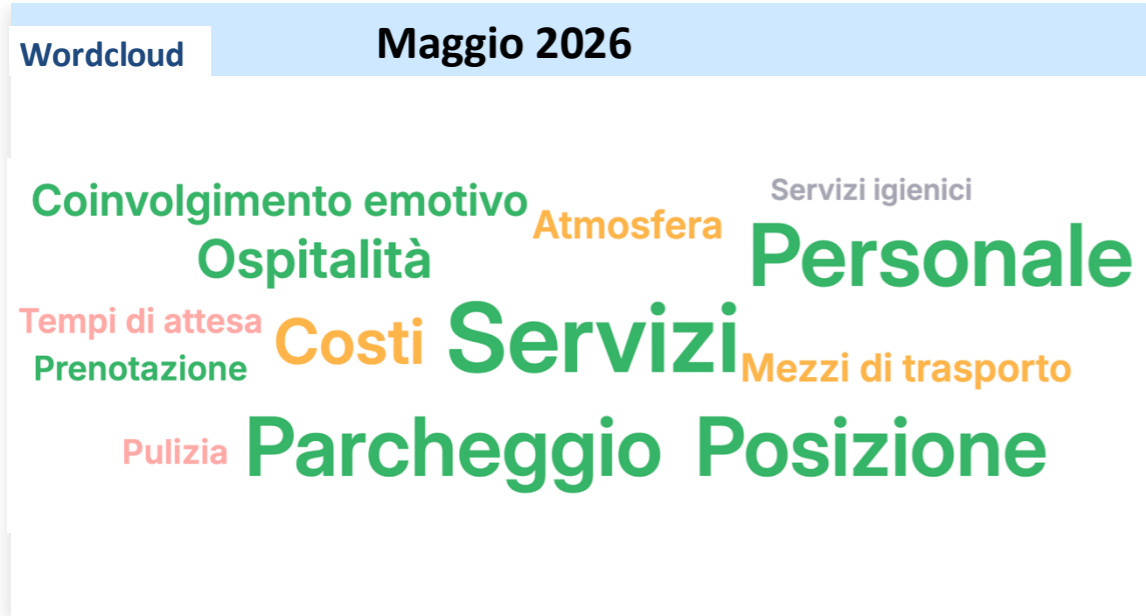 Wordcloud
Maggio 2026
Coinvolgimento emotivo
Atmosfera
Servizi igienici
Ospitalità
Personale
Tempi di attesa
Costi
Servizi
Prenotazione
Mezzi di trasporto
Pulizia
Parcheggio
Posizione